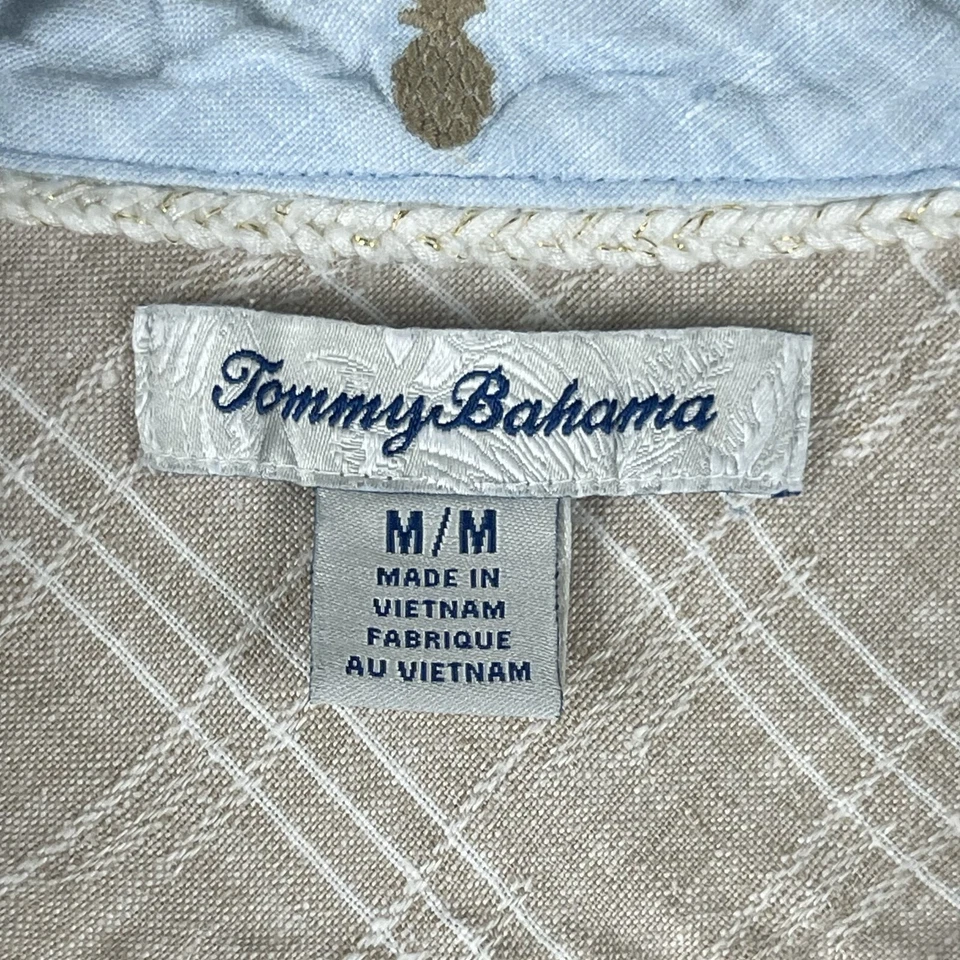 Tommy Bahama
M/M
MADE IN
VIETNAM
FABRIQUE
AU VIETNAM